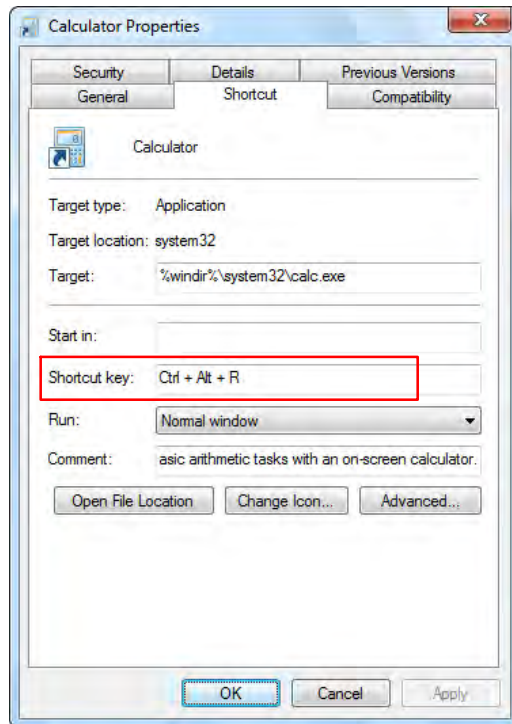 Calculator Properties
Security Details Previous Versions
General Shortcut Compatibility
Calculator
Target type: Application
Target location: system32
Target: %windir%\system32\calc.exe
Start in:
Shortcut key: Ctrl + Alt + R
Run: Normal window
Comment: asic arithmetic tasks with an on-screen calculator.
Open File Location Change Icon... Advanced...
OK Cancel Apply